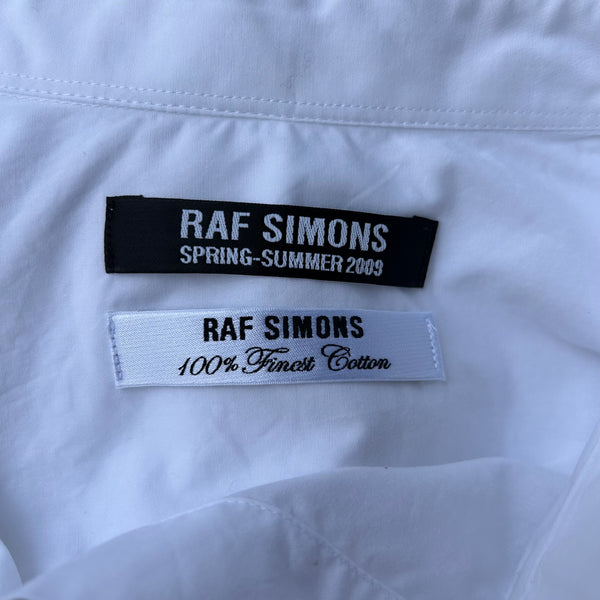 RAF SIMONS
SPRING-SUMMER 2009
RAF SIMONS
100% Finest Cotton